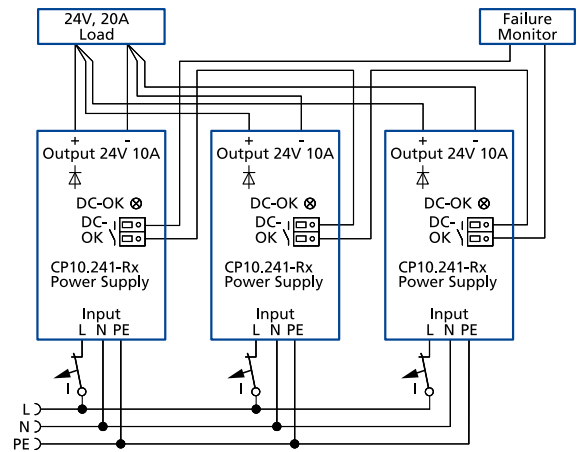 24V, 20A
Load
Failure
Monitor
+ -
Output 24V 10A
DC-OK
DC-
OK
I
CP10.241-Rx
Power Supply
Input
L N PE
I
+ -
Output 24V 10A
DC-OK
DC-
OK
I
CP10.241-Rx
Power Supply
Input
L N PE
I
+ -
Output 24V 10A
DC-OK
DC-
OK
I
CP10.241-Rx
Power Supply
Input
L N PE
I
L
N
PE